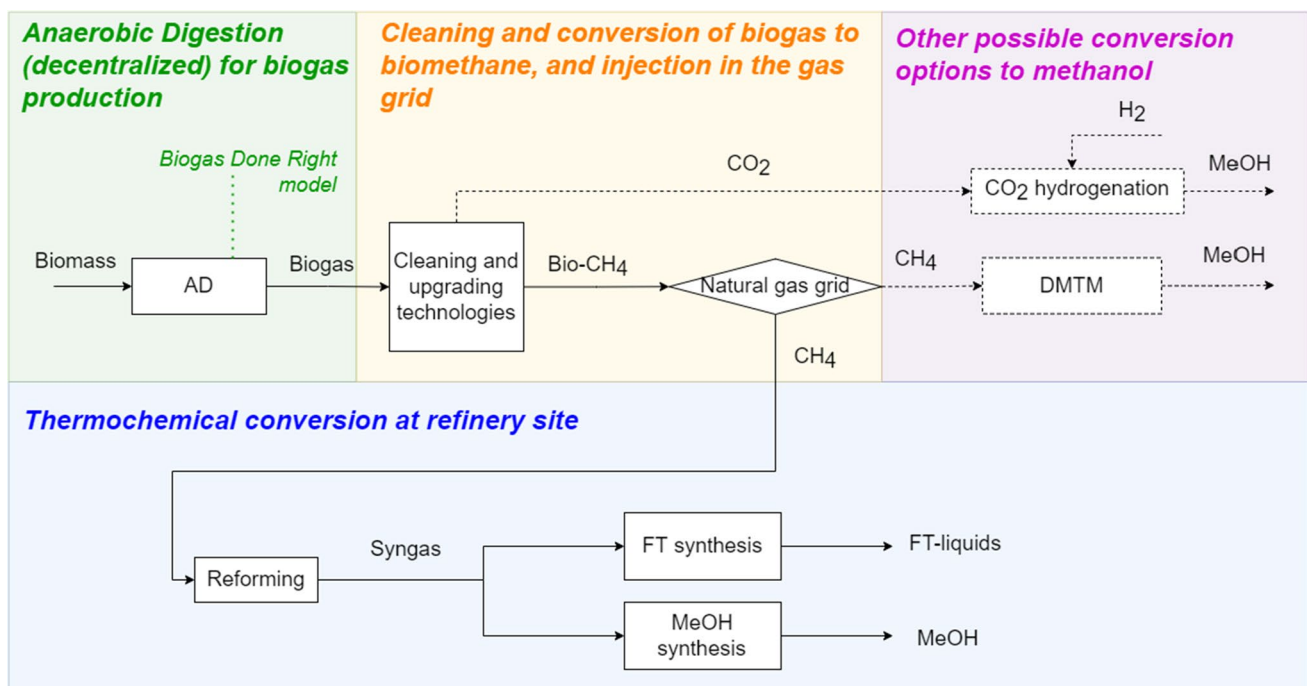 Anaerobic Digestion
(decentralized) for biogas
production
Cleaning and conversion of biogas to
biomethane, and injection in the gas
grid
Other possible conversion
options to methanol
Biogas Done Right
model
H2
CO2
CO2 hydrogenation
MeOH
Biomass
AD
Biogas
Cleaning and
upgrading
technologies
Bio-CH4
Natural gas grid
CH4
DMTM
MeOH
CH4
Thermochemical conversion at refinery site
Reforming
Syngas
FT synthesis
FT-liquids
MeOH
synthesis
MeOH